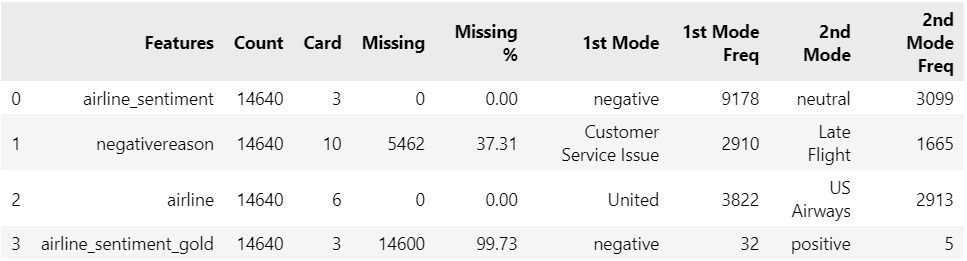 Features Count Card Missing Missing % 1st Mode 1st Mode Freq 2nd Mode 2nd Mode Freq
0 airline_sentiment 14640 3 0 0.00 negative 9178 neutral 3099
1 negativereason 14640 10 5462 37.31 Customer Service Issue 2910 Late Flight 1665
2 airline 14640 6 0 0.00 United 3822 US Airways 2913
3 airline_sentiment_gold 14640 3 14600 99.73 negative 32 positive 5